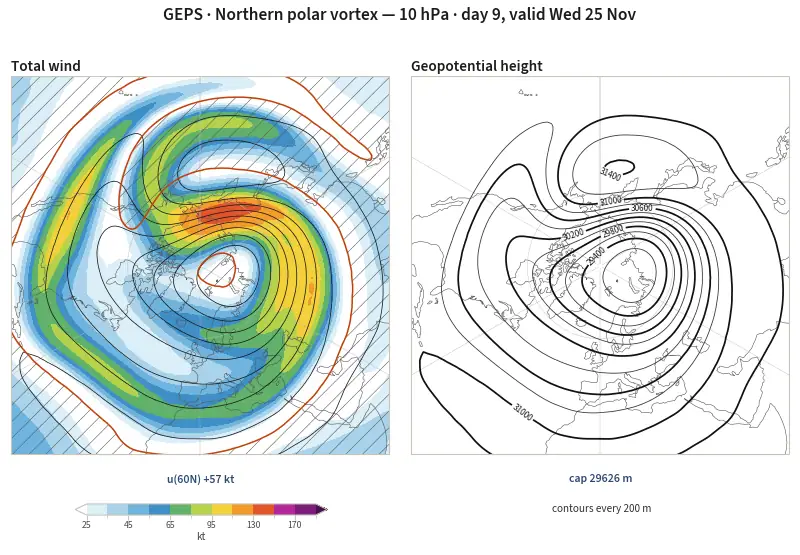 GEPS · Northern polar vortex — 10 hPa · day 9, valid Wed 25 Nov
Total wind
Geopotential height
31400
31000
30600
30200
29800
29400
31000
u(60N) +57 kt
cap 29626 m
25 45 65 95 130 170
kt
contours every 200 m